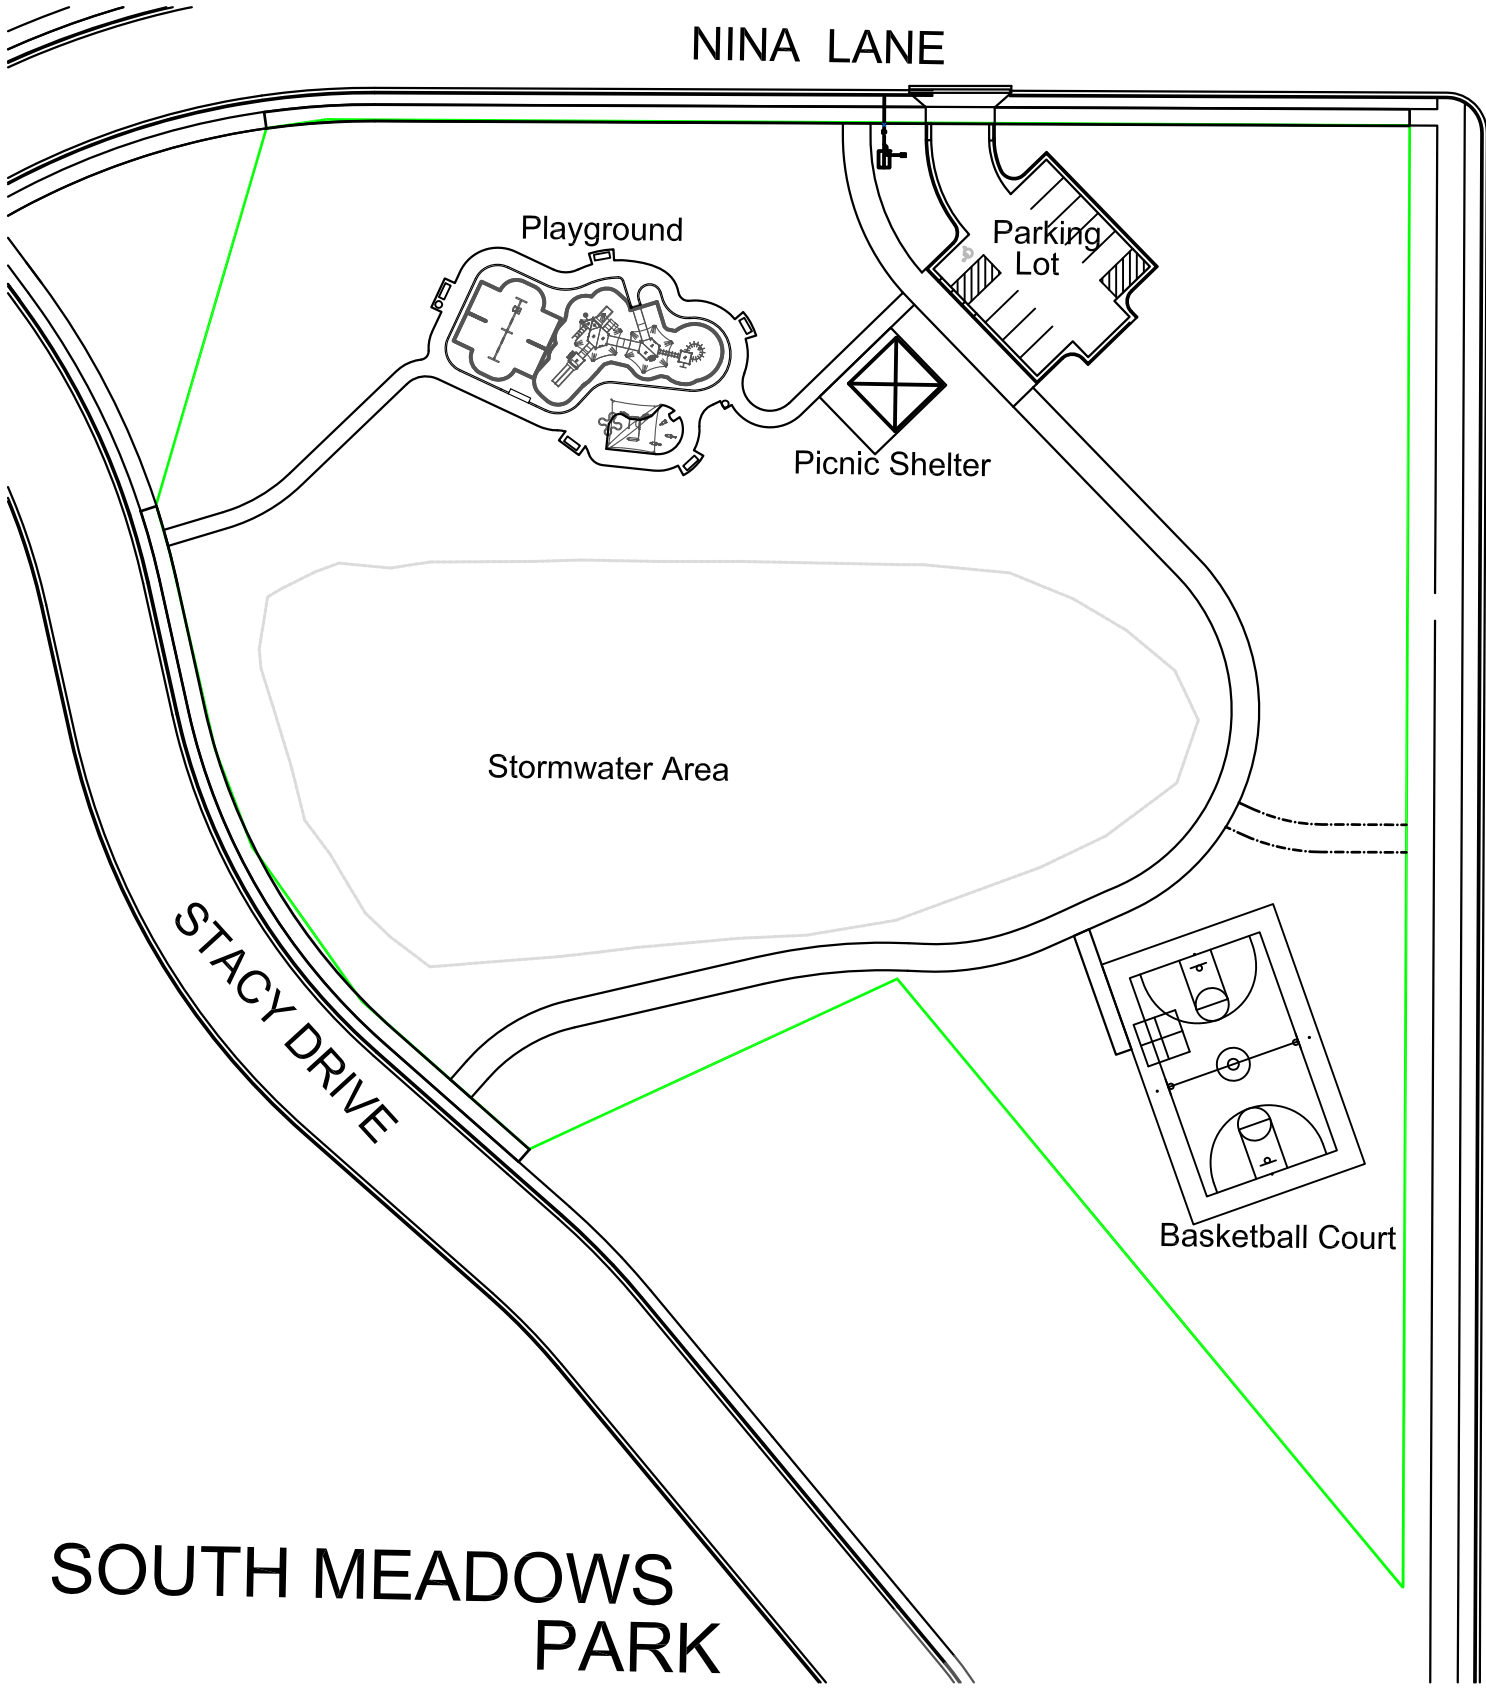 NINA LANE
Playground
Parking
Lot
Picnic Shelter
Stormwater Area
STACY DRIVE
Basketball Court
SOUTH MEADOWS
PARK